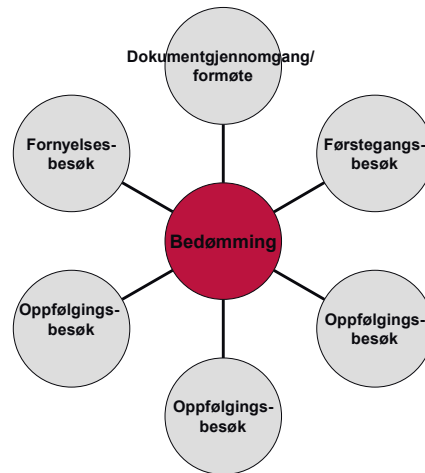 Dokumentgjennomgang/
formøte
Fornyelses-
besøk
Førstegangs-
besøk
Bedømming
Oppfølgings-
besøk
Oppfølgings-
besøk
Oppfølgings-
besøk